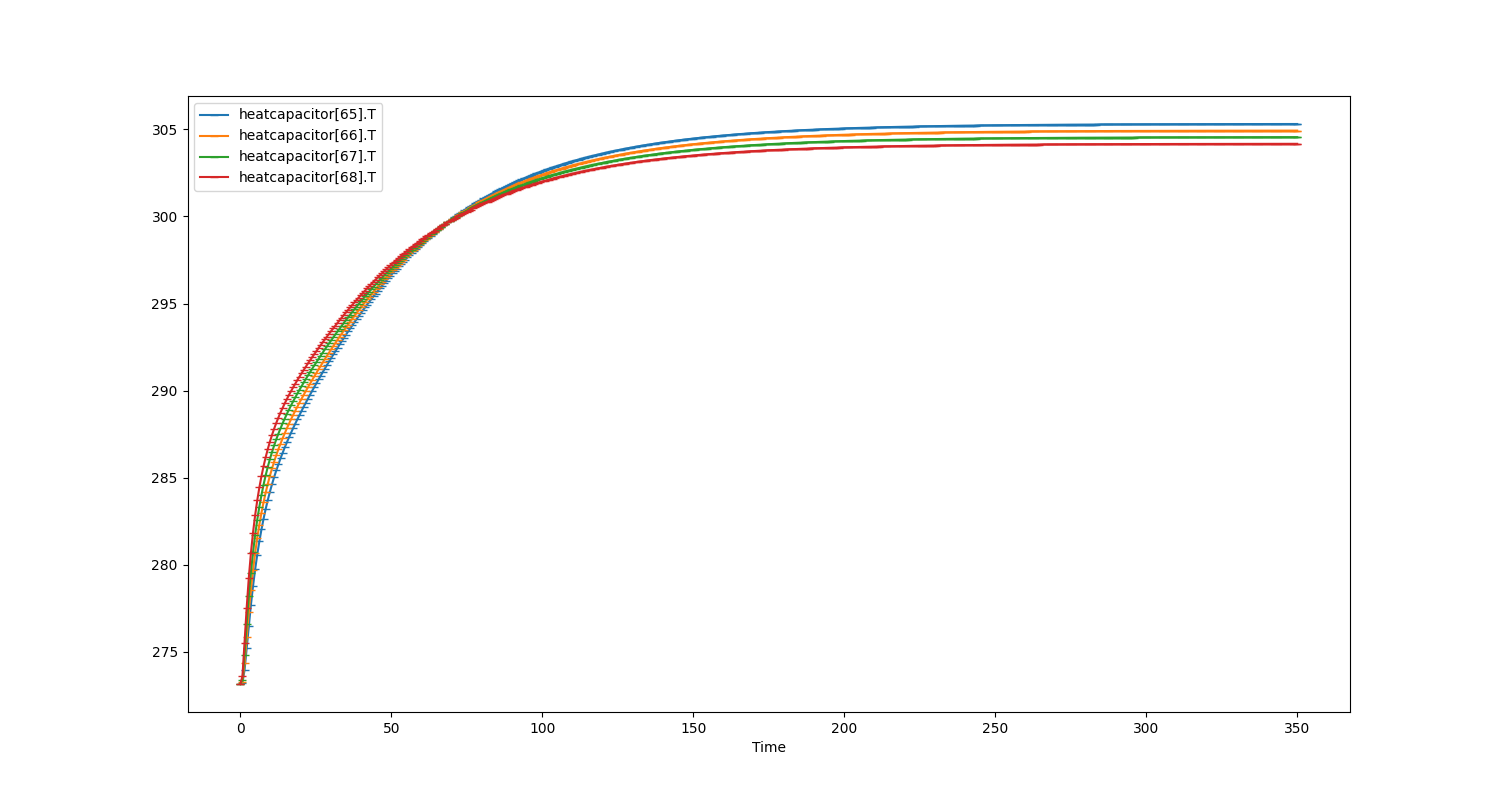 heatcapacitor[65].T
heatcapacitor[66].T
heatcapacitor[67].T
heatcapacitor[68].T
305
300
295
290
285
280
275
0 50 100 150 200 250 300 350
Time